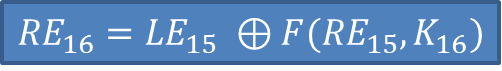 RE₁₆ = LE₁₅ ⊕ F(RE₁₅, K₁₆)